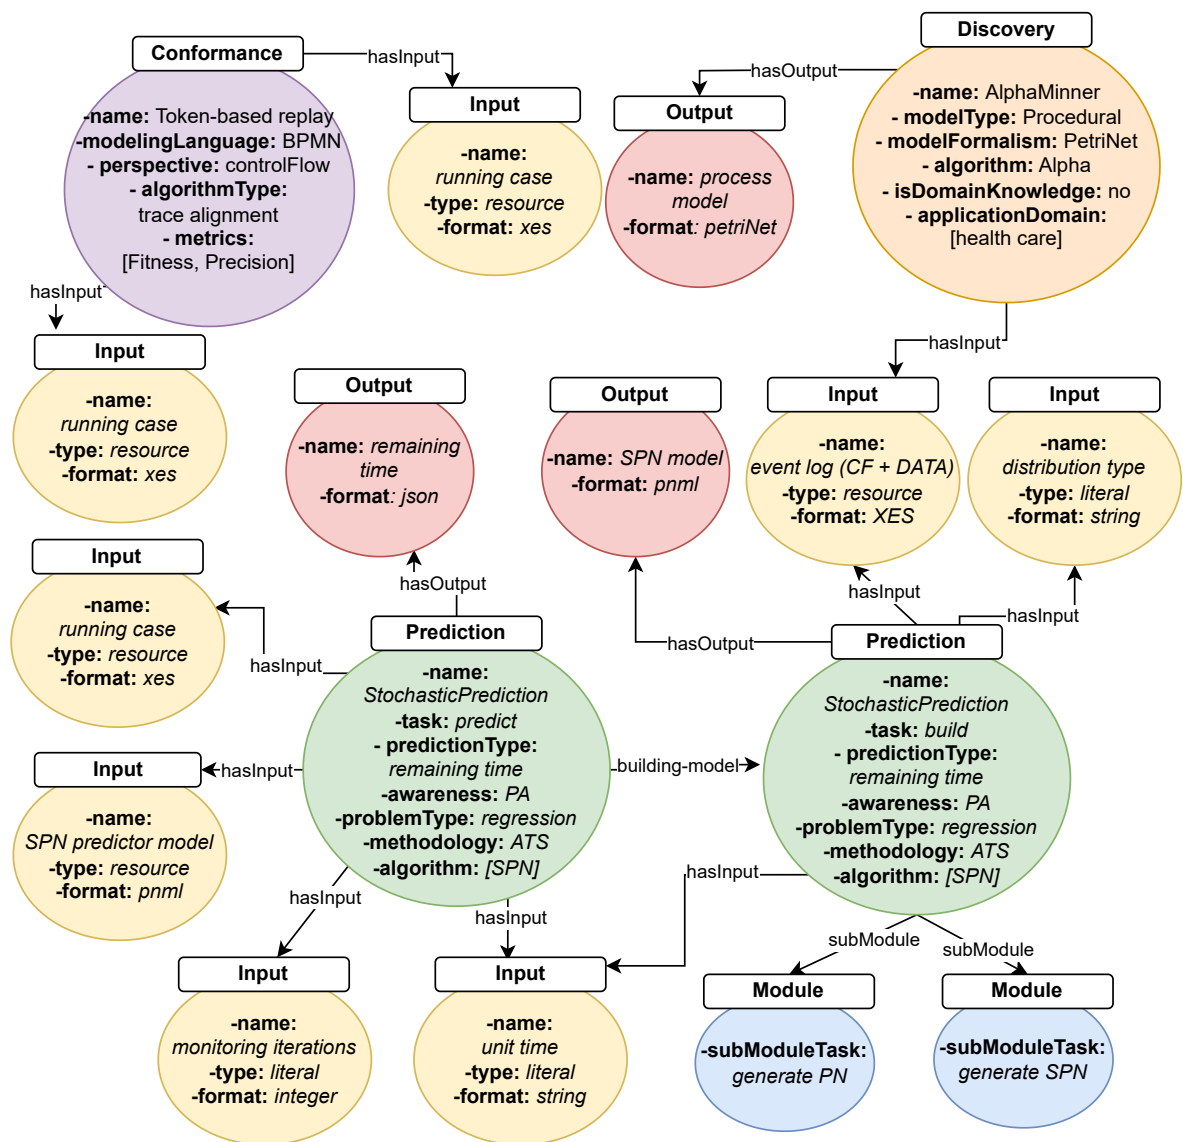 Conformance
-name: Token-based replay
-modelingLanguage: BPMN
- perspective: controlFlow
- algorithmType:
trace alignment
- metrics:
[Fitness, Precision]
hasInput
Input
-name:
running case
-type: resource
-format: xes
hasOutput
Output
-name: process
model
-format: petriNet
Discovery
-name: AlphaMinner
- modelType: Procedural
- modelFormalism: PetriNet
- algorithm: Alpha
- isDomainKnowledge: no
- applicationDomain:
[health care]
hasInput
Input
-name:
running case
-type: resource
-format: xes
Output
-name: remaining
time
-format: json
Output
-name: SPN model
-format: pnml
hasInput
Input
-name:
event log (CF + DATA)
-type: resource
-format: XES
Input
-name:
distribution type
-type: literal
-format: string
Input
-name:
running case
-type: resource
-format: xes
hasOutput
hasInput
hasInput
hasInput
hasOutput
Prediction
-name:
StochasticPrediction
-task: predict
- predictionType:
remaining time
-awareness: PA
-problemType: regression
-methodology: ATS
-algorithm: [SPN]
building-model
Prediction
-name:
StochasticPrediction
-task: build
- predictionType:
remaining time
-awareness: PA
-problemType: regression
-methodology: ATS
-algorithm: [SPN]
Input
hasInput
-name:
SPN predictor model
-type: resource
-format: pnml
hasInput
hasInput
hasInput
subModule
subModule
Input
-name:
monitoring iterations
-type: literal
-format: integer
Input
-name:
unit time
-type: literal
-format: string
Module
-subModuleTask:
generate PN
Module
-subModuleTask:
generate SPN